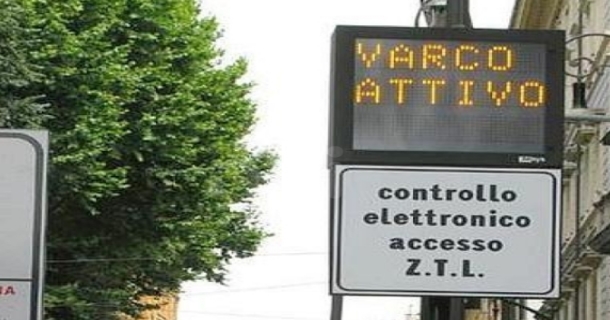 VARCO
ATTIVO
controllo
elettronico
accesso
Z.T.L.